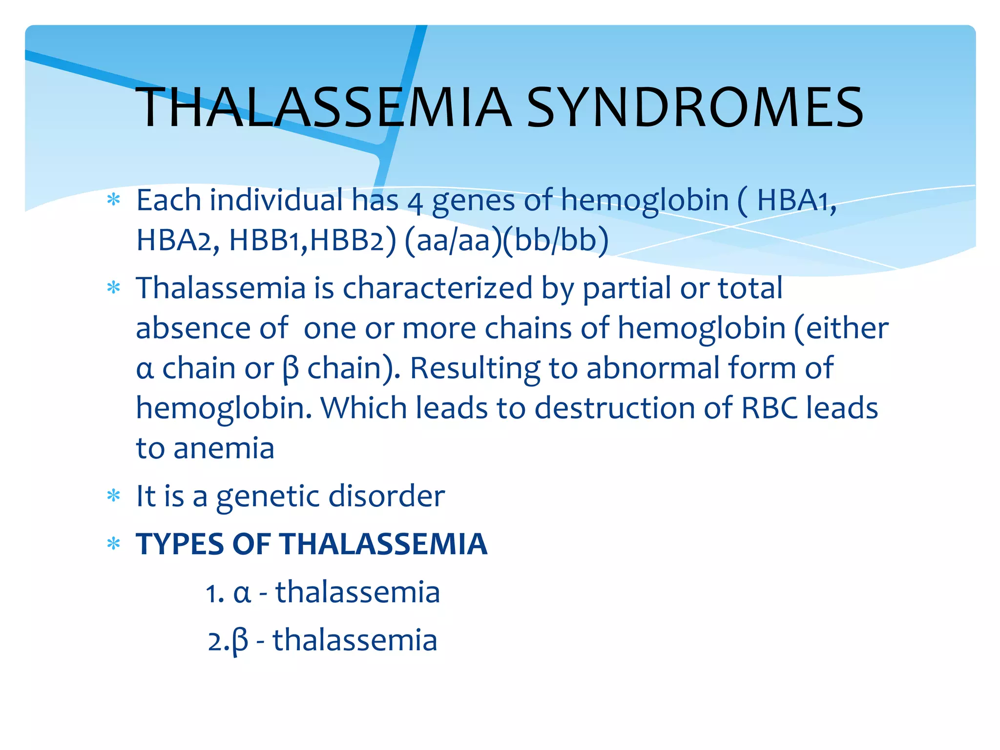 THALASSEMIA SYNDROMES
* Each individual has 4 genes of hemoglobin ( HBA1,
HBA2, HBB1,HBB2) (aa/aa)(bb/bb)
* Thalassemia is characterized by partial or total
absence of  one or more chains of hemoglobin (either
α chain or β chain). Resulting to abnormal form of
hemoglobin. Which leads to destruction of RBC leads
to anemia
* It is a genetic disorder
* TYPES OF THALASSEMIA
1. α - thalassemia
2.β - thalassemia